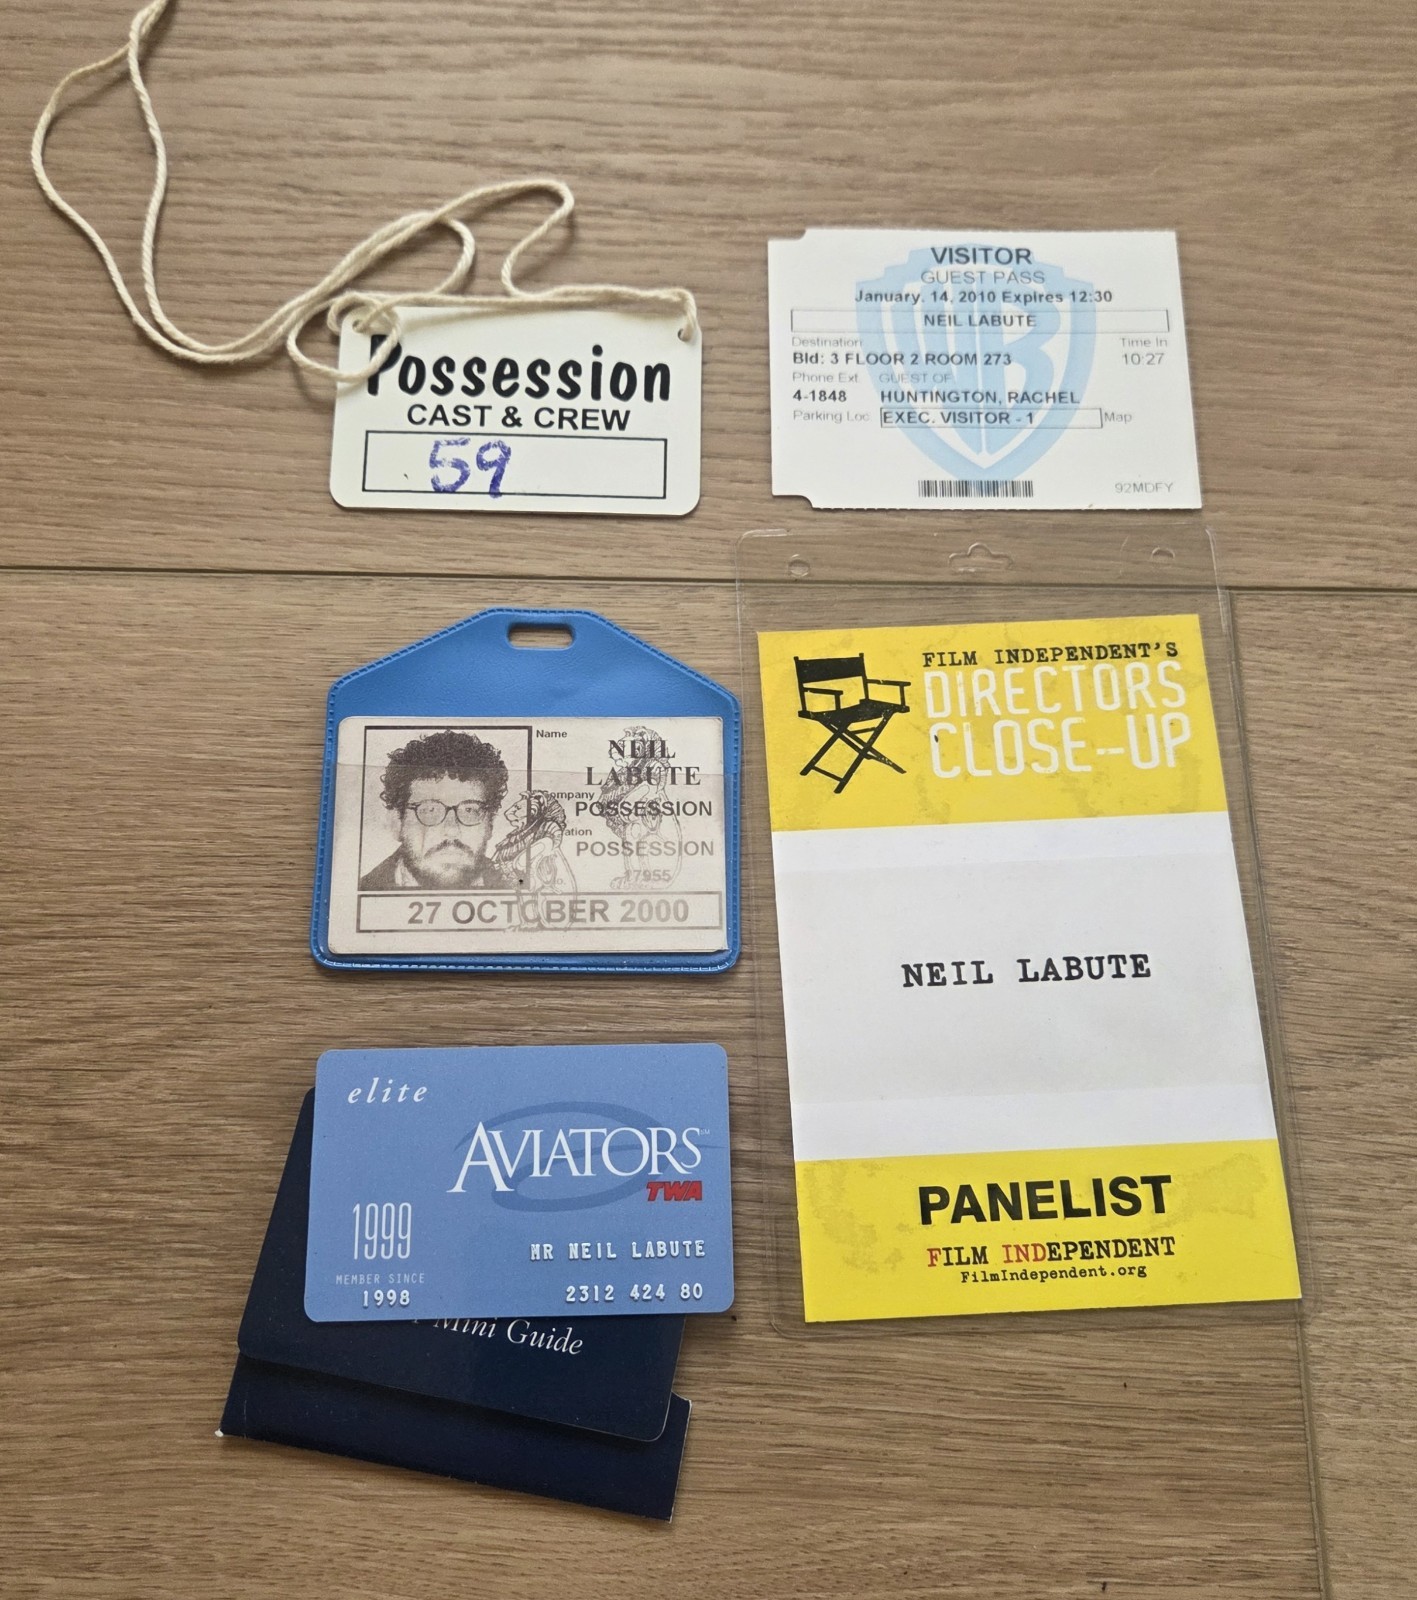 Possession
CAST & CREW
59
VISITOR
GUEST PASS
January. 14, 2010 Expires 12:30
NEIL LABUTE
Destination Time In
Bld: 3 FLOOR 2 ROOM 273 10:27
Phone Ext. GUEST OF
4-1848 HUNTINGTON, RACHEL
Parking Loc. EXEC. VISITOR - 1 Map
92MDFY
WB
Name NEIL
LABUTE
Company POSSESSION
POSSESSION
17955
27 OCTOBER 2000
FILM INDEPENDENT'S
DIRECTORS
CLOSE--UP
NEIL LABUTE
PANELIST
FILM INDEPENDENT
FilmIndependent.org
elite
AVIATORS℠
TWA
1999
MR NEIL LABUTE
MEMBER SINCE
1998 2312 424 80
Mini Guide